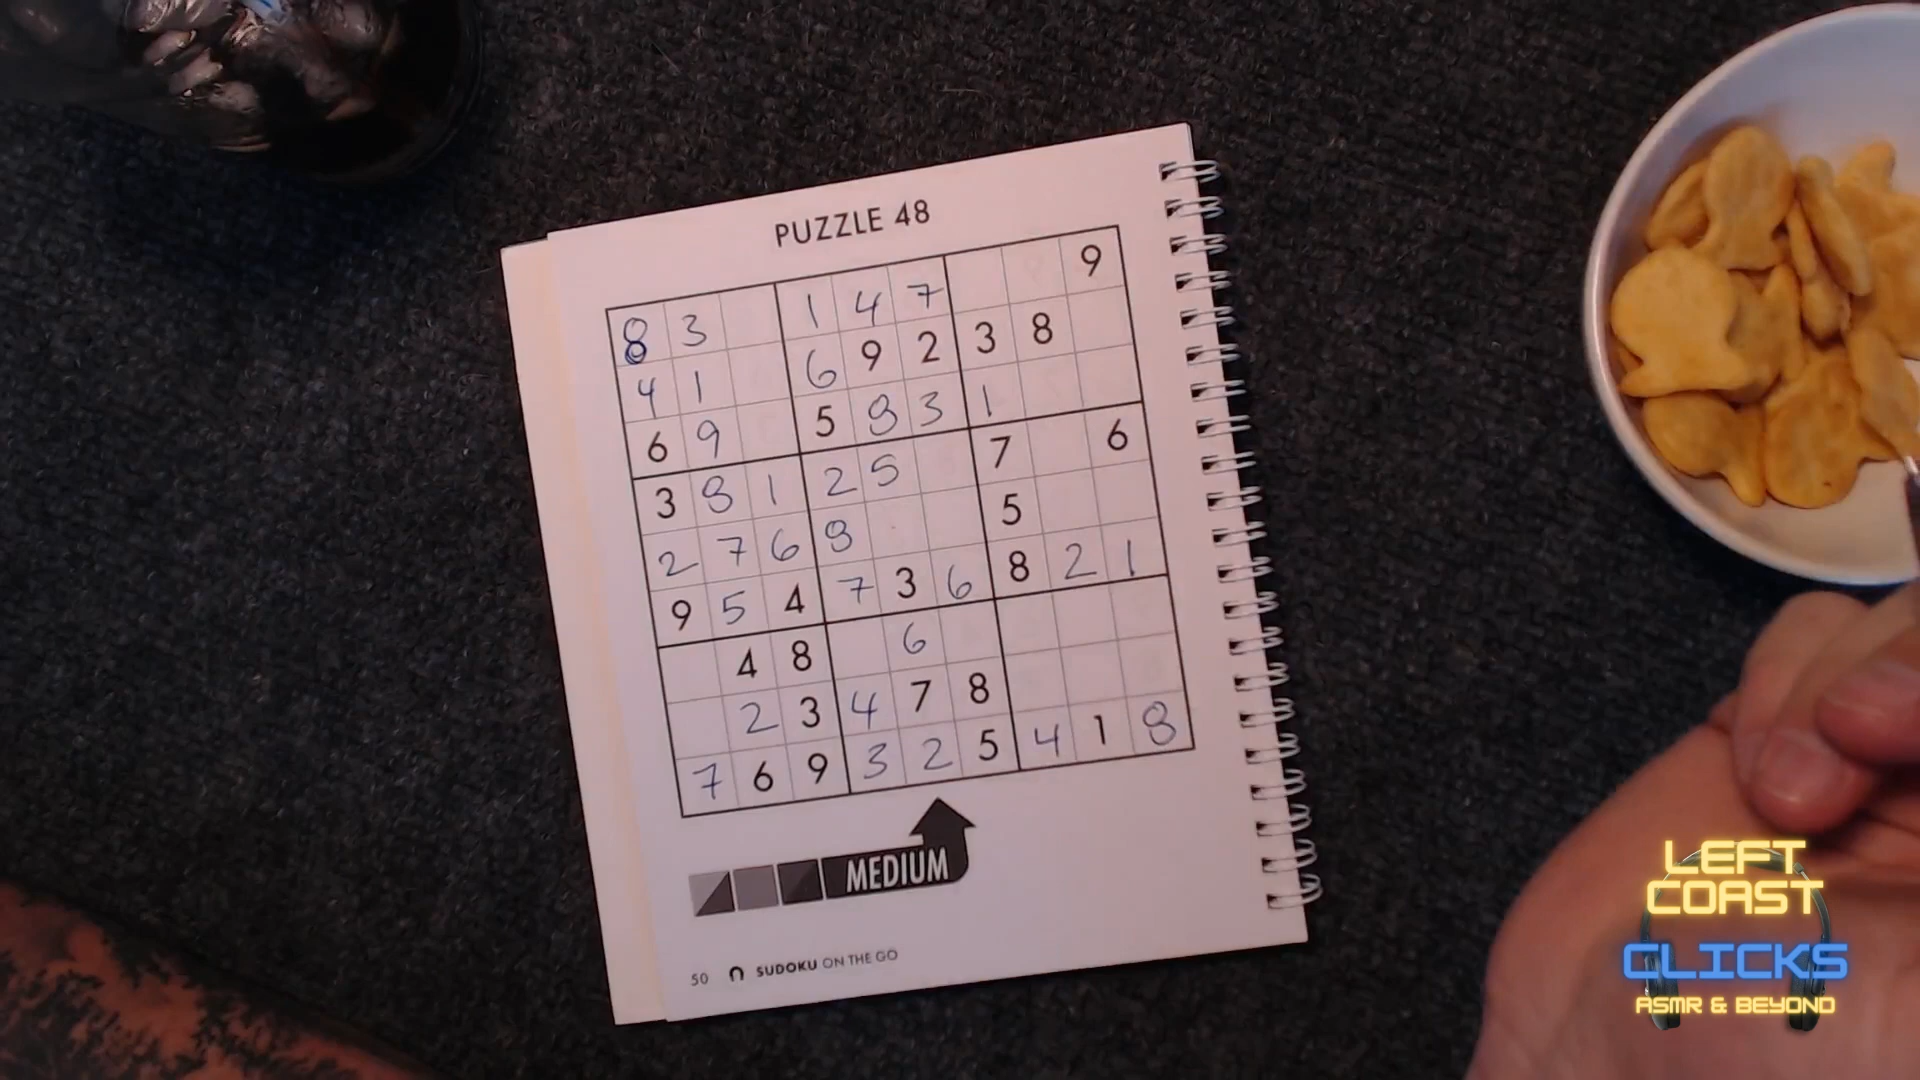 PUZZLE 48
8 3 1 4 7 9
4 1 6 9 2 3 8
6 9 5 8 3 1
3 8 1 2 5 7 6
2 7 6 8 5
9 5 4 7 3 6 8 2 1
4 8 6
2 3 4 7 8
7 6 9 3 2 5 4 1 8
MEDIUM
50 SUDOKU ON THE GO
LEFT
COAST
CLICKS
ASMR & BEYOND